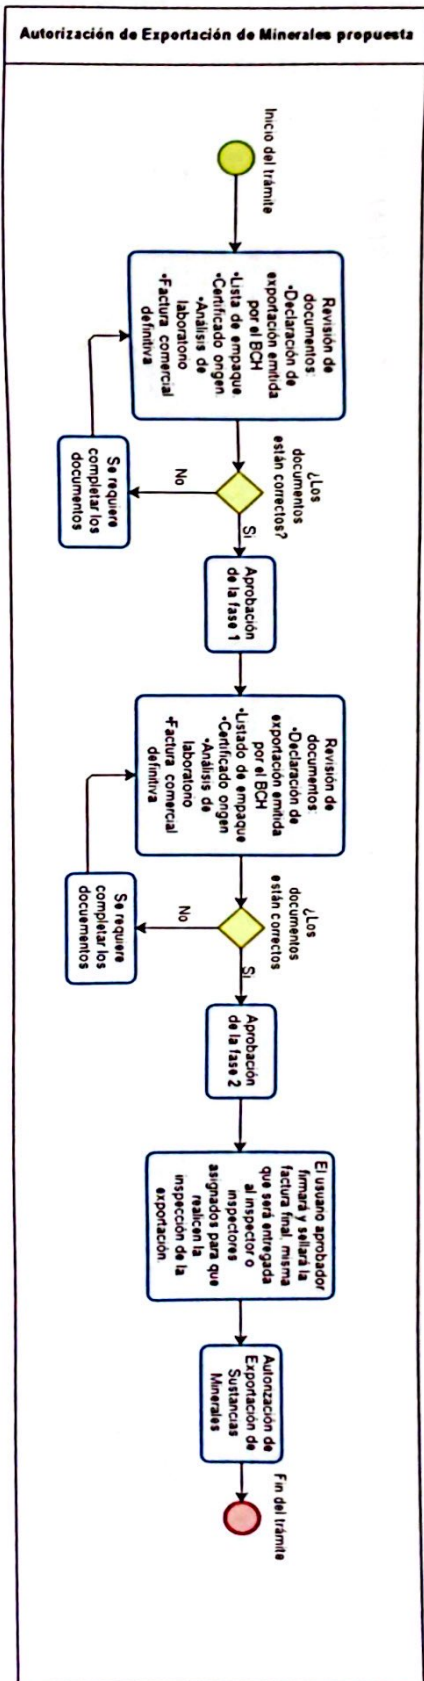 Autorización de Exportación de Minerales propuesta
Inicio del trámite
Revisión de
documentos:
•Declaración de
exportación emitida
por el BCH
•Lista de empaque.
•Certificado origen.
•Análisis de
laboratorio
•Factura comercial
definitiva
¿Los
documentos
están correctos?
No
Se requiere
completar los
documentos
Si
Aprobación
de la fase 1
Revisión de
documentos:
•Declaración de
exportación emitida
por el BCH
•Listado de empaque
•Certificado origen
•Análisis de
laboratorio
•Factura comercial
definitiva
¿Los
documentos
están correctos
No
Se requiere
completar los
docuementos
Si
Aprobación
de la fase 2
El usuario aprobador
firmará y sellará la
factura final, misma
que será entregada
al inspector o
inspectores
asignados para que
realicen la
inspección de la
exportación.
Autorización de
Exportación de
Sustancias
Minerales
Fin del trámite